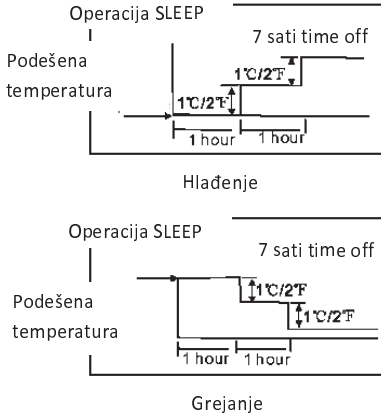 Operacija SLEEP
7 sati time off
Podešena
temperatura
1℃/2℉
1℃/2℉
1 hour
1 hour
Hlađenje
Operacija SLEEP
7 sati time off
Podešena
temperatura
1℃/2℉
1℃/2℉
1 hour
1 hour
Grejanje